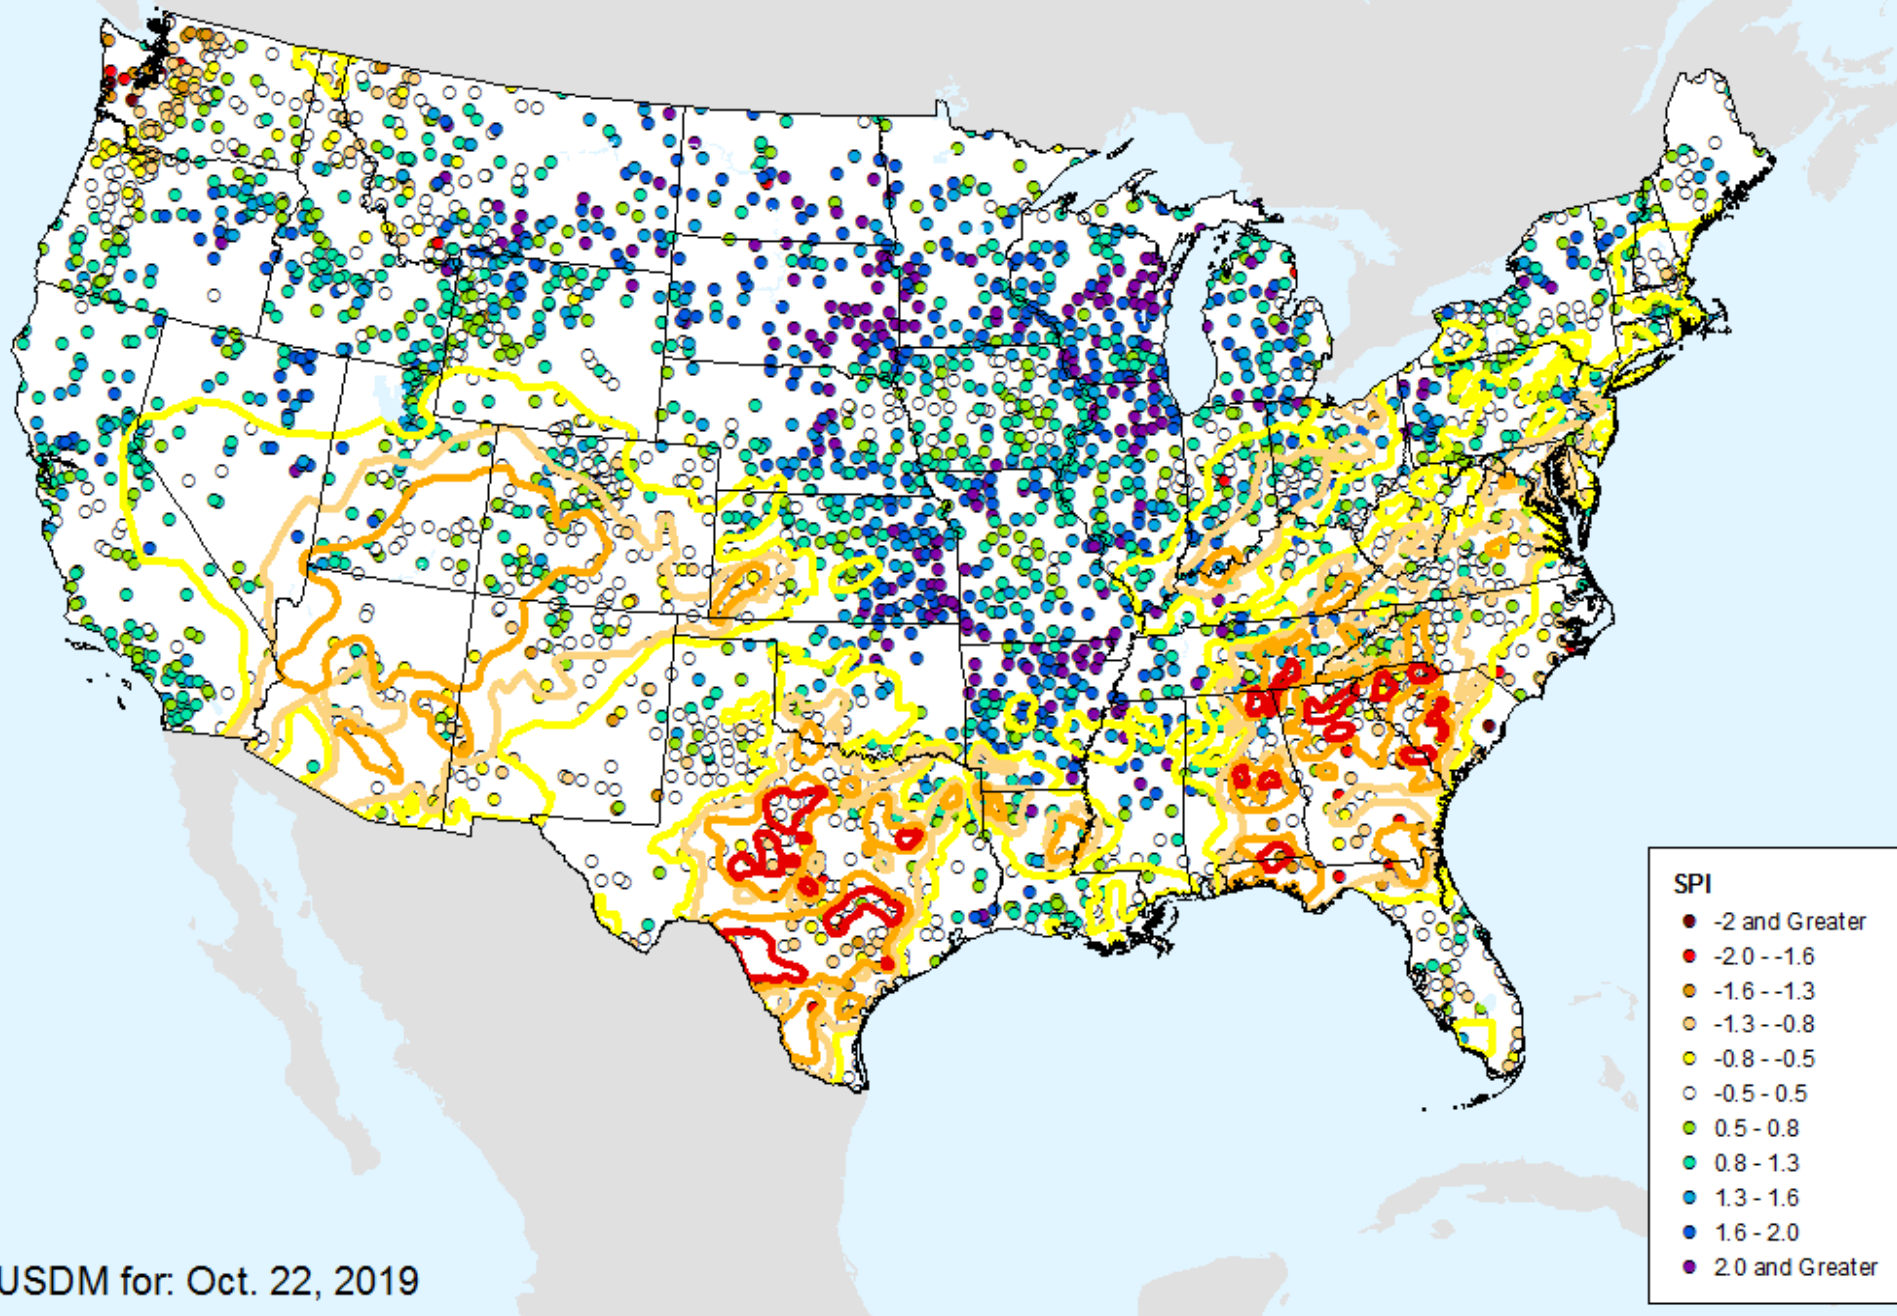 SPI
-2 and Greater
-2.0 - -1.6
-1.6 - -1.3
-1.3 - -0.8
-0.8 - -0.5
-0.5 - 0.5
0.5 - 0.8
0.8 - 1.3
1.3 - 1.6
1.6 - 2.0
2.0 and Greater
USDM for: Oct. 22, 2019